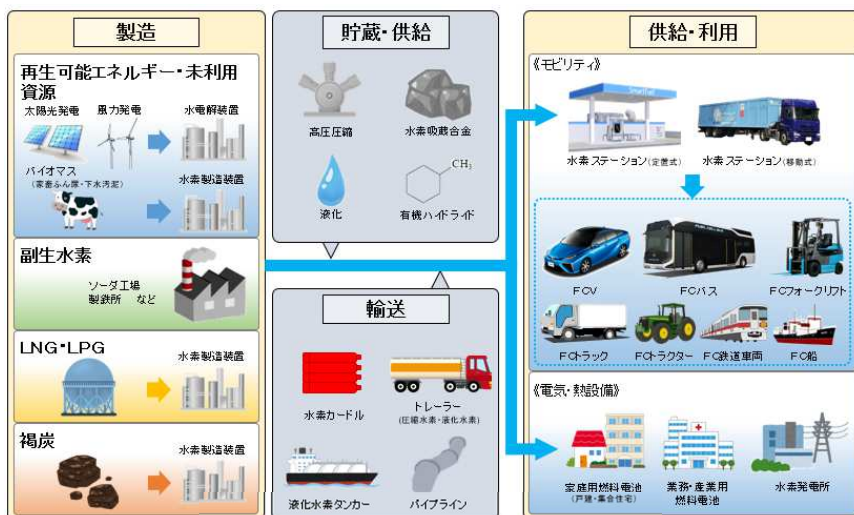 製造
再生可能エネルギー・未利用
資源
太陽光発電
風力発電
水電解装置
バイオマス
(家畜ふん尿・下水汚泥)
水素製造装置
副生水素
ソーダ工場
製鉄所 など
LNG・LPG
水素製造装置
褐炭
水素製造装置
貯蔵・供給
高圧圧縮
水素吸蔵合金
CH₃
液化
有機ハイドライド
輸送
水素カードル
トレーラー
(圧縮水素・液化水素)
液化水素タンカー
パイプライン
供給・利用
《モビリティ》
水素ステーション(定置式)
水素ステーション(移動式)
FCV
FCバス
FCフォークリフト
FCトラック
FCトラクター
FC鉄道車両
FC船
《電気・熱設備》
家庭用燃料電池
(戸建・集合住宅)
業務・産業用
燃料電池
水素発電所